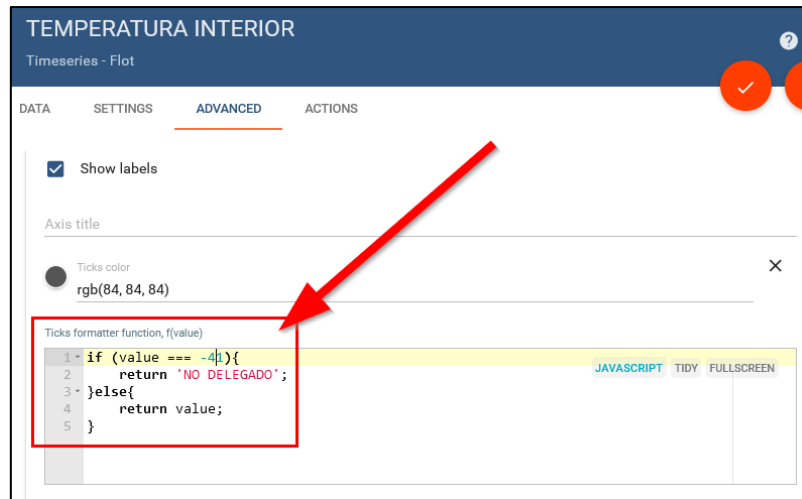 TEMPERATURA INTERIOR
Timeseries - Flot
?
DATA SETTINGS ADVANCED ACTIONS
Show labels
Axis title
Ticks color
rgb(84, 84, 84)
Ticks formatter function, f(value)
JAVASCRIPT TIDY FULLSCREEN
1 if (value === -41){
2 return 'NO DELEGADO';
3 }else{
4 return value;
5 }